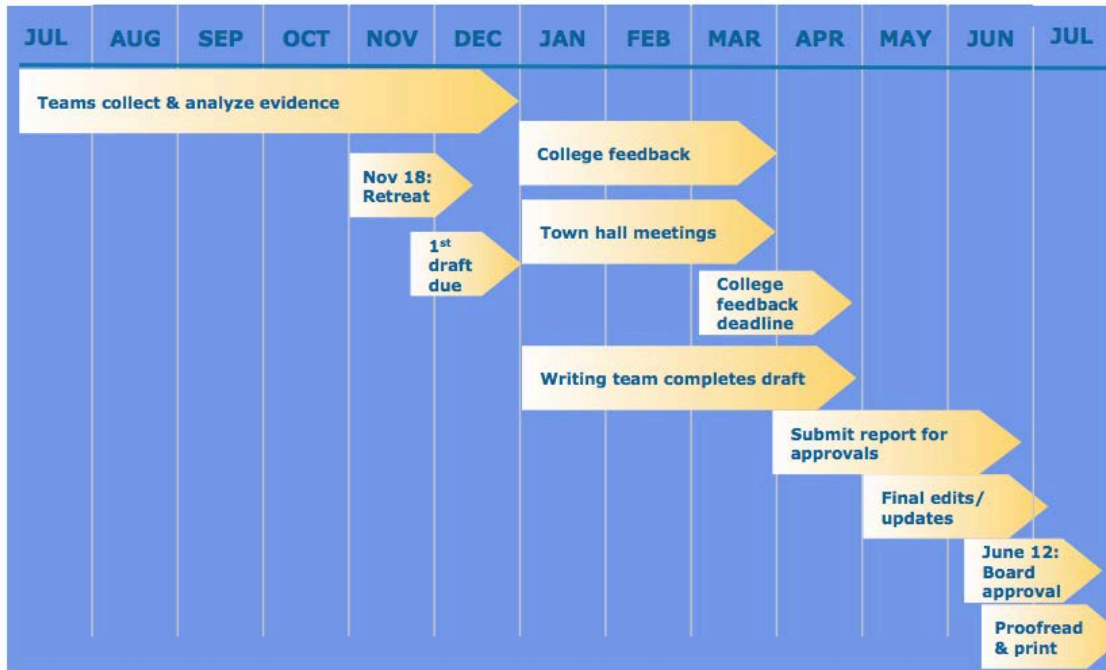 JUL AUG SEP OCT NOV DEC JAN FEB MAR APR MAY JUN JUL
Teams collect & analyze evidence
College feedback
Nov 18:
Retreat
Town hall meetings
1st
draft
due
College
feedback
deadline
Writing team completes draft
Submit report for
approvals
Final edits/
updates
June 12:
Board
approval
Proofread
& print